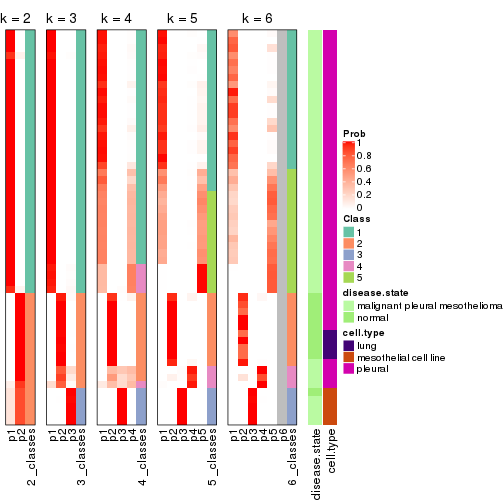 k = 2 k = 3 k = 4 k = 5 k = 6
Prob
1
0.8
0.6
0.4
0.2
0
Class
1
2
3
4
5
disease.state
malignant pleural mesothelioma
normal
cell.type
lung
mesothelial cell line
pleural
p1
p2
2_classes
p1
p2
p3
3_classes
p1
p2
p3
p4
4_classes
p1
p2
p3
p4
p5
5_classes
p1
p2
p3
p4
p5
p6
6_classes
disease.state
cell.type